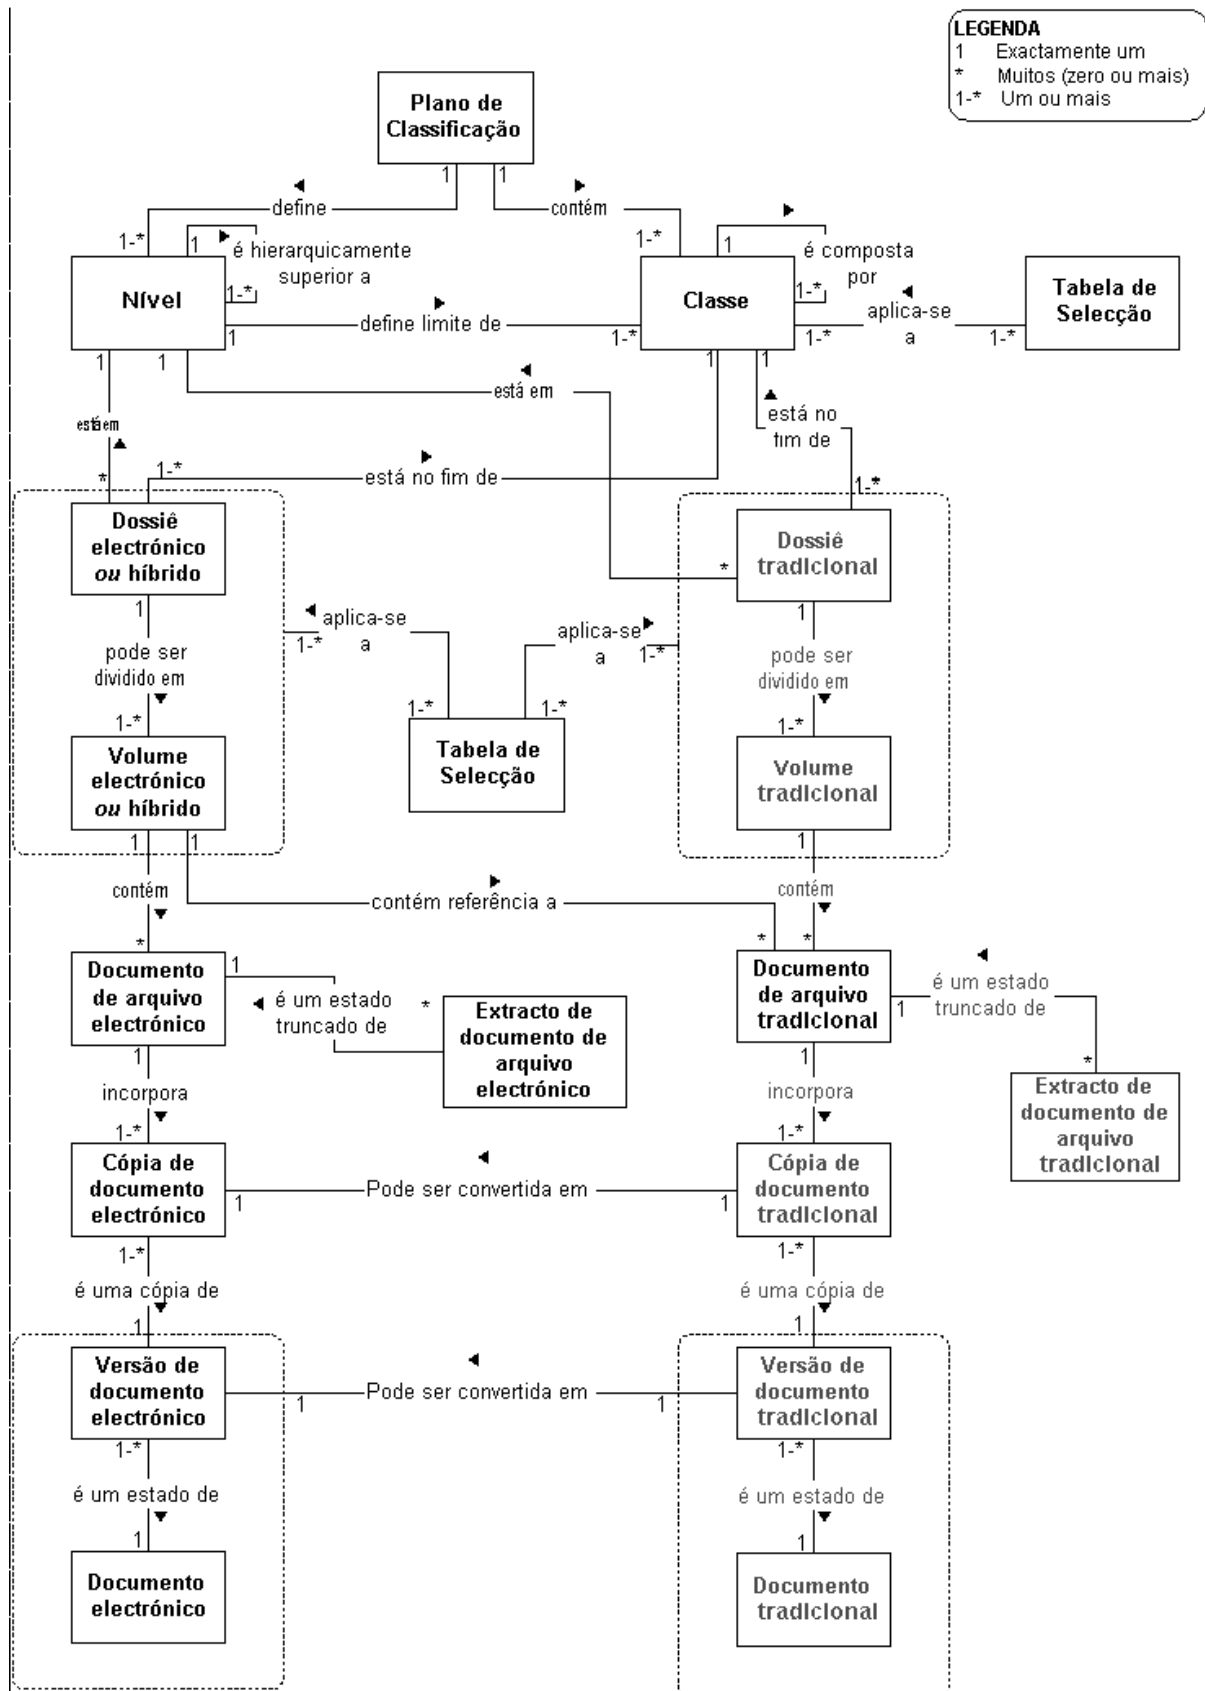 LEGENDA
1 Exactamente um
* Muitos (zero ou mais)
1-* Um ou mais
Plano de
Classificação
1 1
define
contém
1-* 1
é hierarquicamente
superior a
1-*
1-* 1
é composta
por
1-*
Nível
Classe
Tabela de
Selecção
1
define limite de
1-*
1-*
aplica-se
a
1-*
1 1
1 1
está em
está em
está no
fim de
*
1-*
está no fim de
1-*
Dossiê
electrónico
ou híbrido
Dossiê
tradicional
*
1
1
aplica-se
a
1-*
aplica-se
a
1-*
pode ser
dividido em
pode ser
dividido em
1-*
1-* 1-*
1-*
Volume
electrónico
ou híbrido
Tabela de
Selecção
Volume
tradicional
1 1
1
contém
contém referência a
contém
*
* *
Documento
de arquivo
electrónico
1
é um estado
truncado de
*
Extracto de
documento de
arquivo
electrónico
Documento
de arquivo
tradicional
1
é um estado
truncado de
*
Extracto de
documento de
arquivo
tradicional
1
1
incorpora
incorpora
1-*
1-*
Cópia de
documento
electrónico
1
Pode ser convertida em
1
Cópia de
documento
tradicional
1-*
1-*
é uma cópia de
é uma cópia de
1
1
Versão de
documento
electrónico
1
Pode ser convertida em
1
Versão de
documento
tradicional
1-*
1-*
é um estado de
é um estado de
1
1
Documento
electrónico
Documento
tradicional